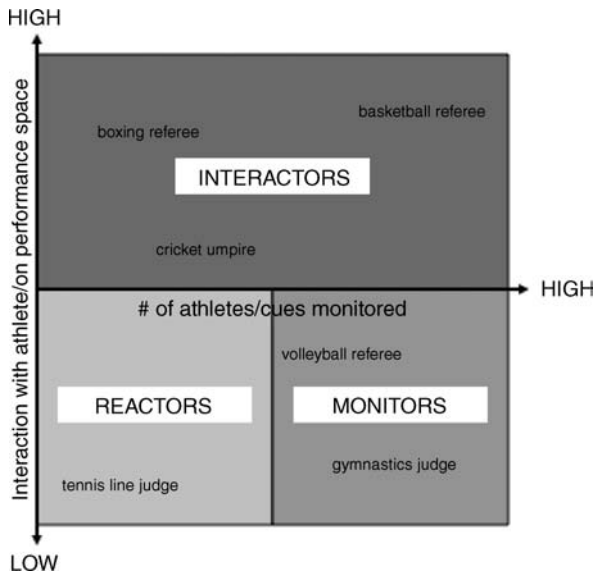 HIGH
Interaction with athlete/on performance space
basketball referee
boxing referee
INTERACTORS
cricket umpire
HIGH
# of athletes/cues monitored
volleyball referee
REACTORS
MONITORS
gymnastics judge
tennis line judge
LOW